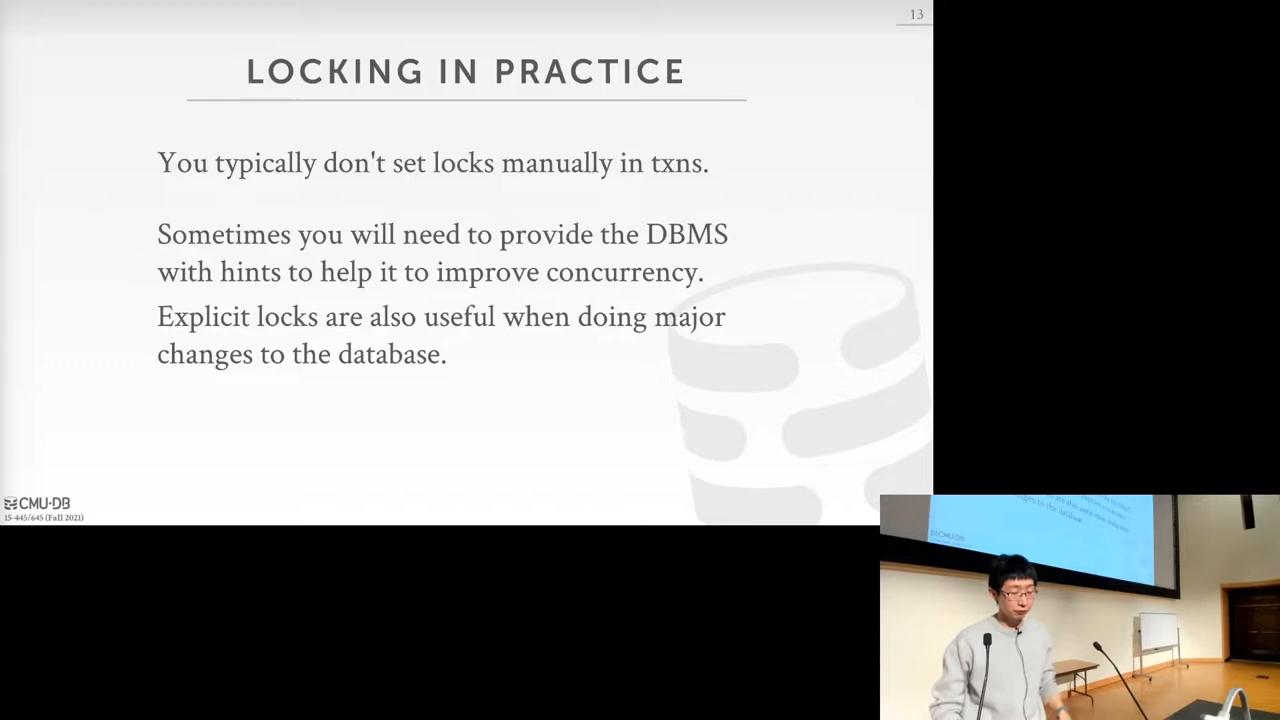 13
LOCKING IN PRACTICE
You typically don't set locks manually in txns.
Sometimes you will need to provide the DBMS
with hints to help it to improve concurrency.
Explicit locks are also useful when doing major
changes to the database.
CMU·DB
15-445/645 (Fall 2021)